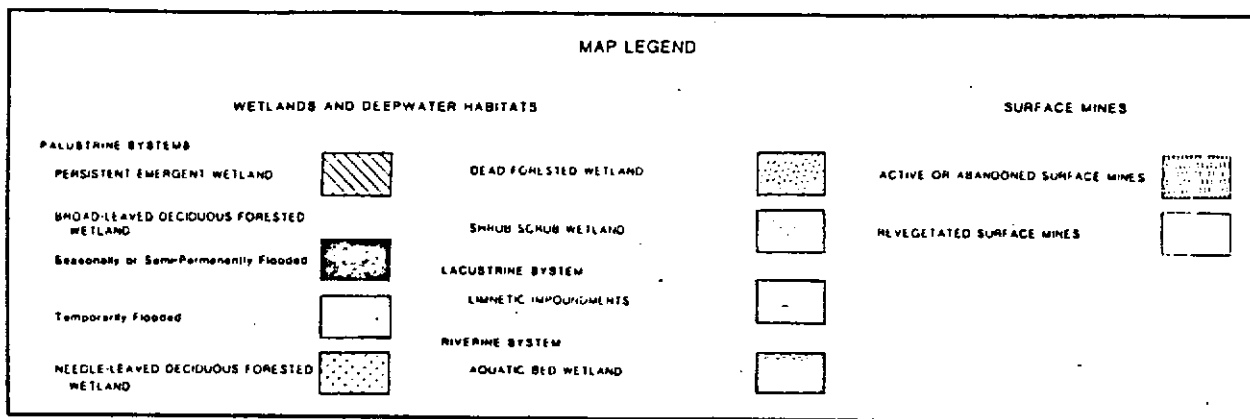 MAP LEGEND
WETLANDS AND DEEPWATER HABITATS
PALUSTRINE SYSTEMS
PERSISTENT EMERGENT WETLAND
BROAD-LEAVED DECIDUOUS FORESTED
WETLAND
Seasonally or Semi-Permanently Flooded
Temporarily Flooded
NEEDLE-LEAVED DECIDUOUS FORESTED
WETLAND
DEAD FORESTED WETLAND
SHRUB SCRUB WETLAND
LACUSTRINE SYSTEM
LIMNETIC IMPOUNDMENTS
RIVERINE SYSTEM
AQUATIC BED WETLAND
SURFACE MINES
ACTIVE OR ABANDONED SURFACE MINES
REVEGETATED SURFACE MINES